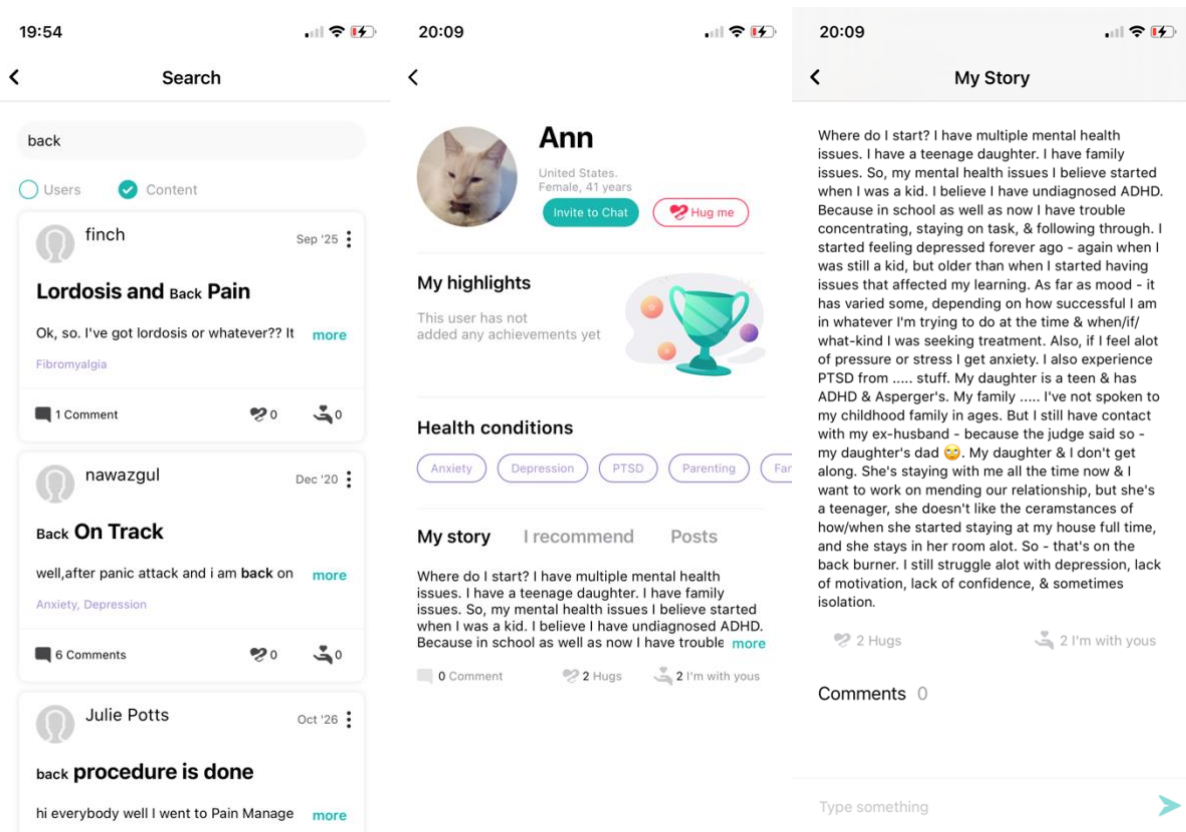 19:54
Search
back
Users
Content
finch
Sep '25
Lordosis and Back Pain
Ok, so. I've got lordosis or whatever?? It more
Fibromyalgia
1 Comment
0
0
nawazgul
Dec '20
Back On Track
well,after panic attack and i am back on more
Anxiety, Depression
6 Comments
0
0
Julie Potts
Oct '26
back procedure is done
hi everybody well I went to Pain Manage more
20:09
Ann
United States.
Female, 41 years
Invite to Chat
Hug me
My highlights
This user has not
added any achievements yet
Health conditions
Anxiety
Depression
PTSD
Parenting
Far
My story
I recommend
Posts
Where do I start? I have multiple mental health
issues. I have a teenage daughter. I have family
issues. So, my mental health issues I believe started
when I was a kid. I believe I have undiagnosed ADHD.
Because in school as well as now I have trouble more
0 Comment
2 Hugs
2 I'm with yous
20:09
My Story
Where do I start? I have multiple mental health
issues. I have a teenage daughter. I have family
issues. So, my mental health issues I believe started
when I was a kid. I believe I have undiagnosed ADHD.
Because in school as well as now I have trouble
concentrating, staying on task, & following through. I
started feeling depressed forever ago - again when I
was still a kid, but older than when I started having
issues that affected my learning. As far as mood - it
has varied some, depending on how successful I am
in whatever I'm trying to do at the time & when/if/
what-kind I was seeking treatment. Also, if I feel alot
of pressure or stress I get anxiety. I also experience
PTSD from ..... stuff. My daughter is a teen & has
ADHD & Asperger's. My family ..... I've not spoken to
my childhood family in ages. But I still have contact
with my ex-husband - because the judge said so -
my daughter's dad 🙄. My daughter & I don't get
along. She's staying with me all the time now & I
want to work on mending our relationship, but she's
a teenager, she doesn't like the ceramstances of
how/when she started staying at my house full time,
and she stays in her room alot. So - that's on the
back burner. I still struggle alot with depression, lack
of motivation, lack of confidence, & sometimes
isolation.
2 Hugs
2 I'm with yous
Comments 0
Type something